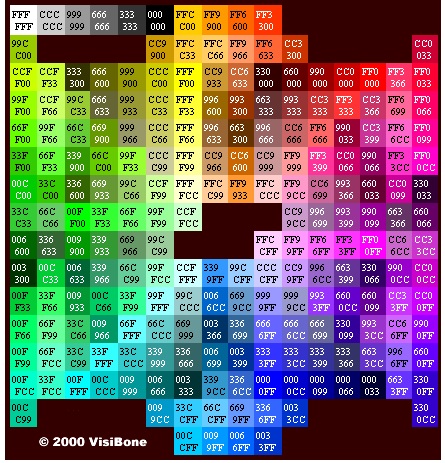 FFF CCC 999 666 333 000 FFC FF9 FF6 FF3
FFF CCC 999 666 333 000 C00 900 600 300
99C CC9 FFC FFC FF9 FF6 CC3 CC0
C00 900 C33 C66 966 633 300 033
CCF CCF 333 666 999 CCC FFF CC9 CC6 330 660 990 CC0 FF0 FF3 FF0
F00 F33 300 600 900 C00 F00 933 633 000 000 000 000 000 366 033
99F CCF 99C 666 999 CCC FFF 996 993 663 993 CC3 FF3 CC3 FF6 FF0
F00 F66 C33 633 933 C33 F33 600 300 333 333 333 333 366 699 066
66F 99F 66C 669 999 CCC FFF 996 663 996 CC6 FF6 990 CC3 FF6 FF0
F00 F66 C33 900 966 C66 F66 633 300 666 666 666 033 399 6CC 099
33F 66F 339 66C 99F CCF FFF CC9 CC6 CC9 FF9 FF3 CC0 990 FF3 FF0
F00 F33 900 C00 F33 F99 966 600 999 999 399 066 066 3CC 0CC
00C 33C 336 669 99C CCF FFF FFC FF9 FFC FF9 CC6 993 660 CC0 330
C00 C00 600 933 C66 FCC C99 933 CCC 9CC 699 366 033 099 033
33C 66C 00F 33F 66F 99F CCF CC9 996 993 990 663 660
C33 C66 F00 F33 F66 F99 FCC 9CC 699 399 099 366 066
006 336 009 339 669 99C FFC FF9 FF6 FF3 FF0 CC6 CC3
600 633 900 933 966 C99 CFF 9FF 6FF 3FF 0FF 6CC 3CC
003 00C 006 339 66C 99F CCF 339 99C CCC CC9 996 663 330 990 CC0
300 C33 633 966 C99 FCC FFF 9FF CFF CFF 9FF 6CC 399 066 0CC 0CC
00F 33F 009 00C 33F 99F 99C 006 669 999 999 993 660 660 CC3 CC0
F33 F66 933 C66 F99 FFF CCC 6CC 9CC 9FF 9CC 3FF 0CC 099 3FF 0FF
00F 66F 33C 009 66F 66C 669 003 336 666 666 666 330 993 CC6 990
F66 F99 C66 966 FFF CCC 999 366 699 6FF 6CC 699 099 3CC 6FF 0FF
00F 66F 33C 33F 33C 339 336 006 003 333 333 333 333 663 996 660
F99 FCC C99 FFF CCC 999 666 699 399 3FF 3CC 399 366 3CC 6FF 0FF
00F 33F 00F 00C 009 006 003 339 336 000 000 000 000 000 663 330
FCC FCC FFF CCC 999 666 333 9CC 6CC 0FF 0CC 099 066 033 3FF 0FF
00C 009 33C 66C 669 336 003 330
C99 9CC CFF CFF 9FF 6FF 3CC 0CC
© 2000 VisiBone
00C 009 006 003
CFF 9FF 6FF 3FF